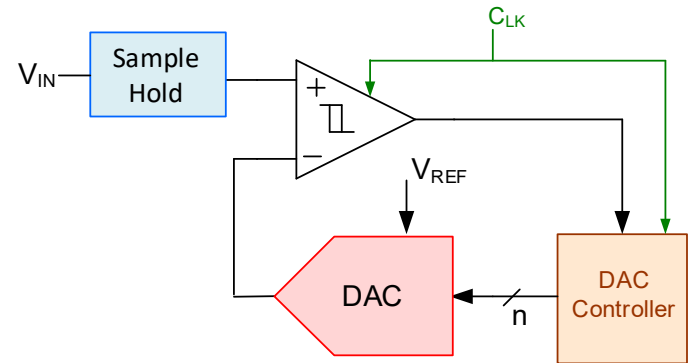 CLK
VIN
Sample
Hold
+
−
VREF
DAC
n
DAC
Controller